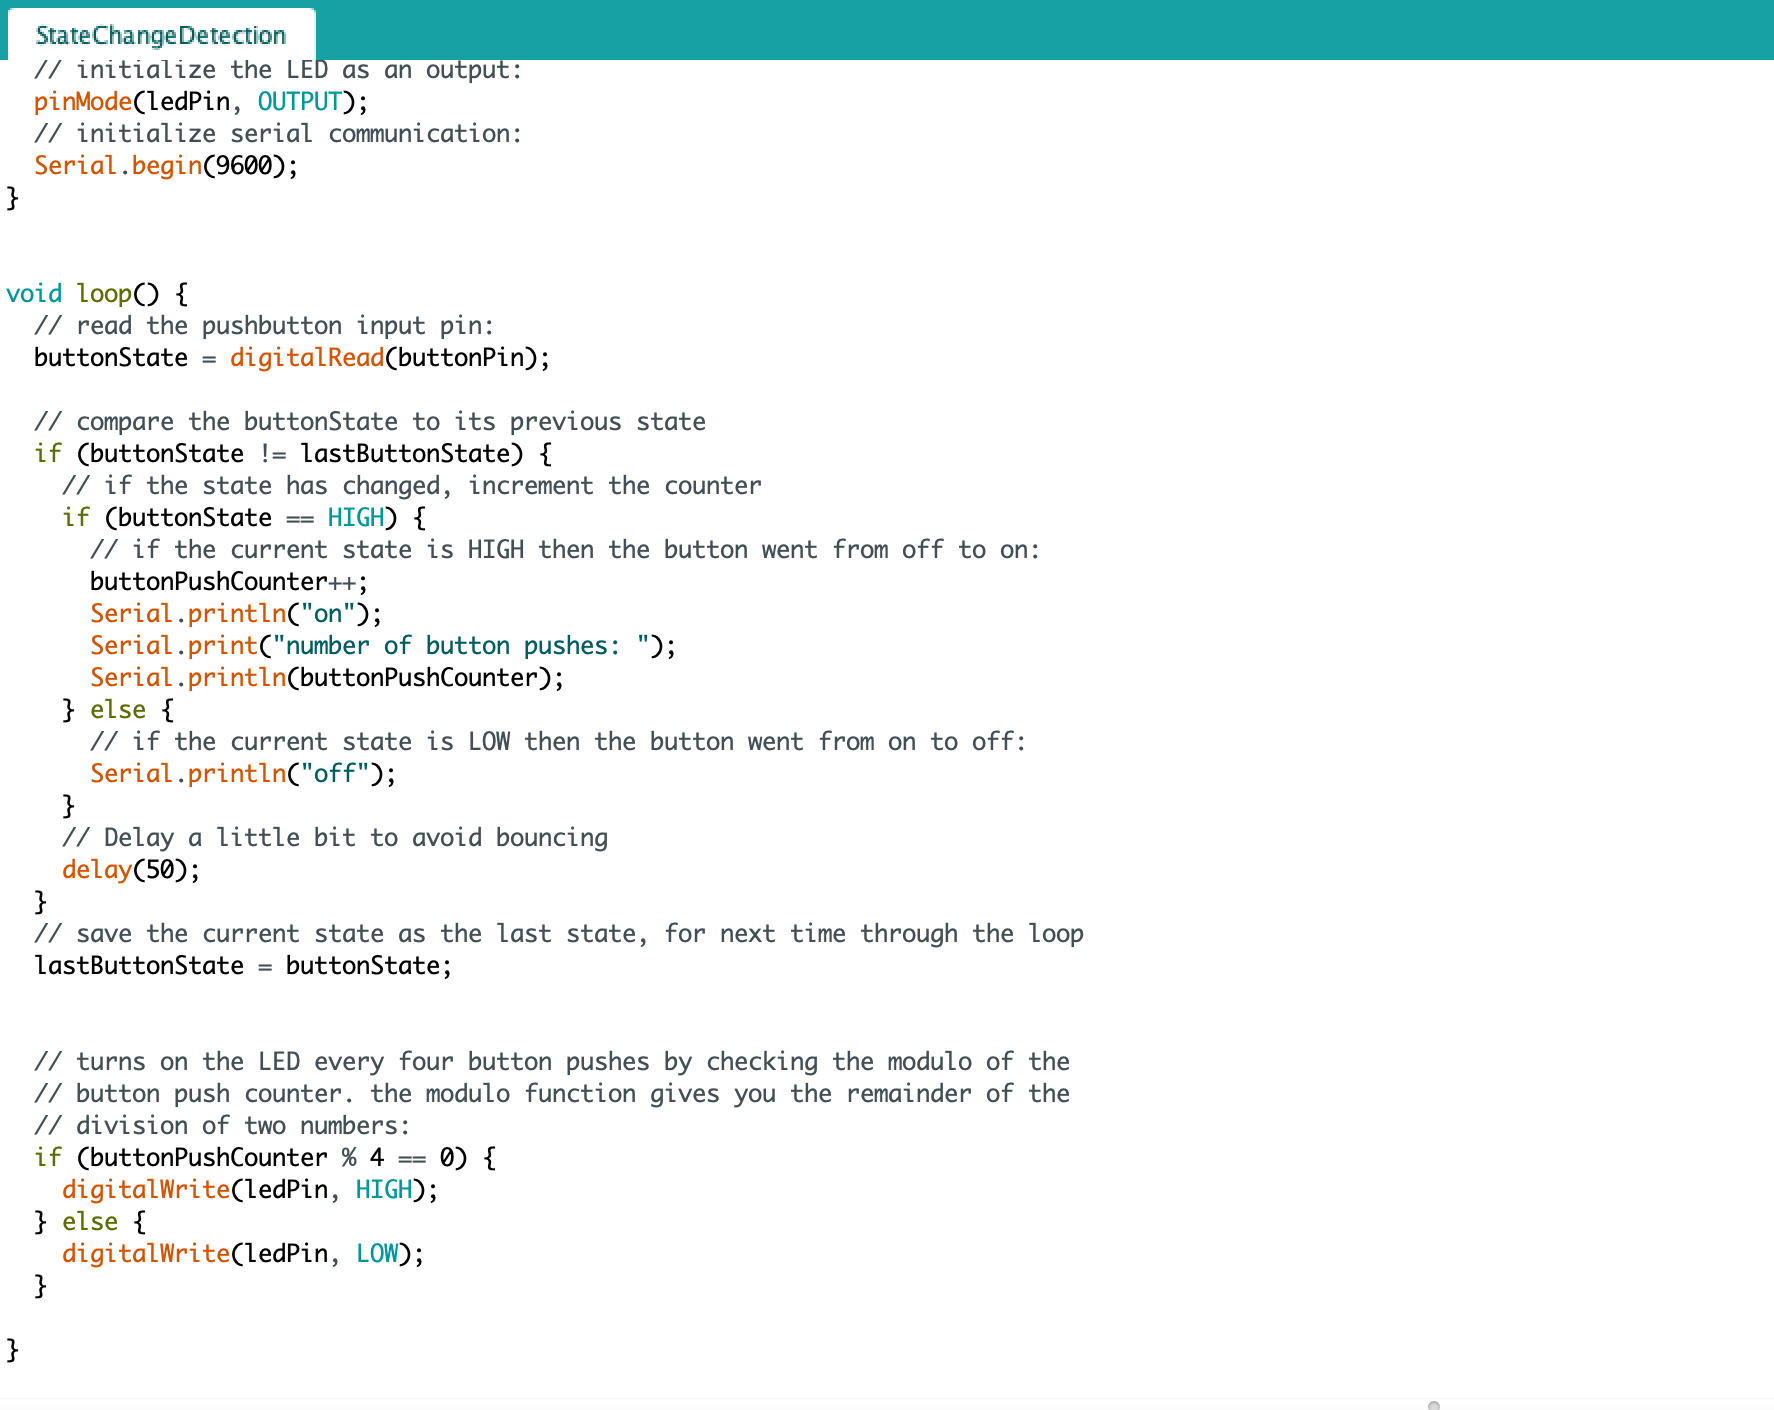 StateChangeDetection
// initialize the LED as an output:
pinMode(ledPin, OUTPUT);
// initialize serial communication:
Serial.begin(9600);
}
void loop() {
// read the pushbutton input pin:
buttonState = digitalRead(buttonPin);
// compare the buttonState to its previous state
if (buttonState != lastButtonState) {
// if the state has changed, increment the counter
if (buttonState == HIGH) {
// if the current state is HIGH then the button went from off to on:
buttonPushCounter++;
Serial.println("on");
Serial.print("number of button pushes: ");
Serial.println(buttonPushCounter);
} else {
// if the current state is LOW then the button went from on to off:
Serial.println("off");
}
// Delay a little bit to avoid bouncing
delay(50);
}
// save the current state as the last state, for next time through the loop
lastButtonState = buttonState;
// turns on the LED every four button pushes by checking the modulo of the
// button push counter. the modulo function gives you the remainder of the
// division of two numbers:
if (buttonPushCounter % 4 == 0) {
digitalWrite(ledPin, HIGH);
} else {
digitalWrite(ledPin, LOW);
}
}